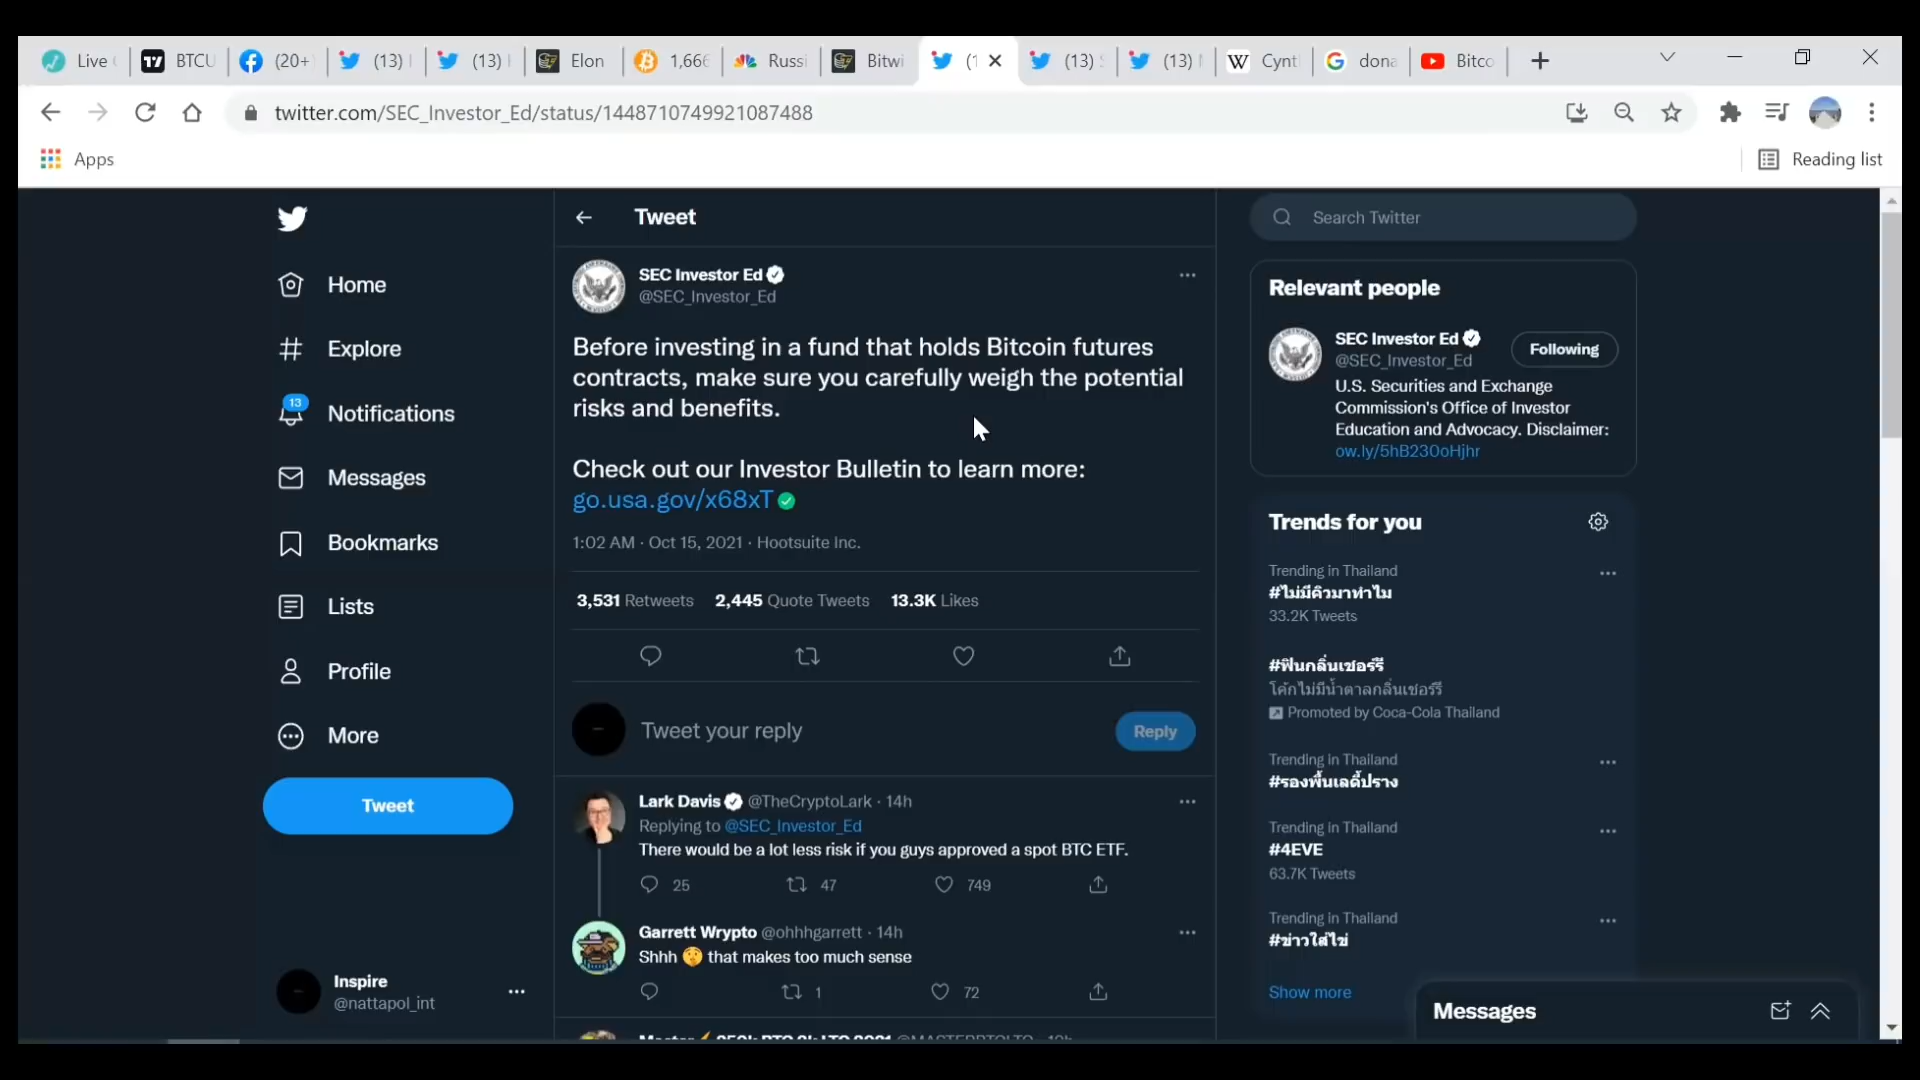 Live
BTCU
(20+
(13)
(13)
Elon
1,666
Russi
Bitwi
(1
(13)
(13)
Cynt
dona
Bitco
twitter.com/SEC_Investor_Ed/status/1448710749921087488
Apps
Reading list
Home
Explore
13
Notifications
Messages
Bookmarks
Lists
Profile
More
Tweet
Inspire
@nattapol_int
Tweet
SEC Investor Ed
@SEC_Investor_Ed
Before investing in a fund that holds Bitcoin futures
contracts, make sure you carefully weigh the potential
risks and benefits.
Check out our Investor Bulletin to learn more:
go.usa.gov/x68xT
1:02 AM · Oct 15, 2021 · Hootsuite Inc.
3,531 Retweets 2,445 Quote Tweets 13.3K Likes
Tweet your reply
Reply
Lark Davis @TheCryptoLark · 14h
Replying to @SEC_Investor_Ed
There would be a lot less risk if you guys approved a spot BTC ETF.
25 47 749
Garrett Wrypto @ohhhgarrett · 14h
Shhh 🤫 that makes too much sense
1 72
Search Twitter
Relevant people
SEC Investor Ed
@SEC_Investor_Ed
Following
U.S. Securities and Exchange
Commission's Office of Investor
Education and Advocacy. Disclaimer:
ow.ly/5hB230oHjhr
Trends for you
Trending in Thailand
#ไม่มีคิวมาทำไม
33.2K Tweets
#ฟินกลิ่นเชอร์รี
โค้กไม่มีน้ำตาลกลิ่นเชอร์รี
Promoted by Coca-Cola Thailand
Trending in Thailand
#รองพื้นเลดี้ปราง
Trending in Thailand
#4EVE
63.7K Tweets
Trending in Thailand
#ข่าวใส่ไข่
Show more
Messages